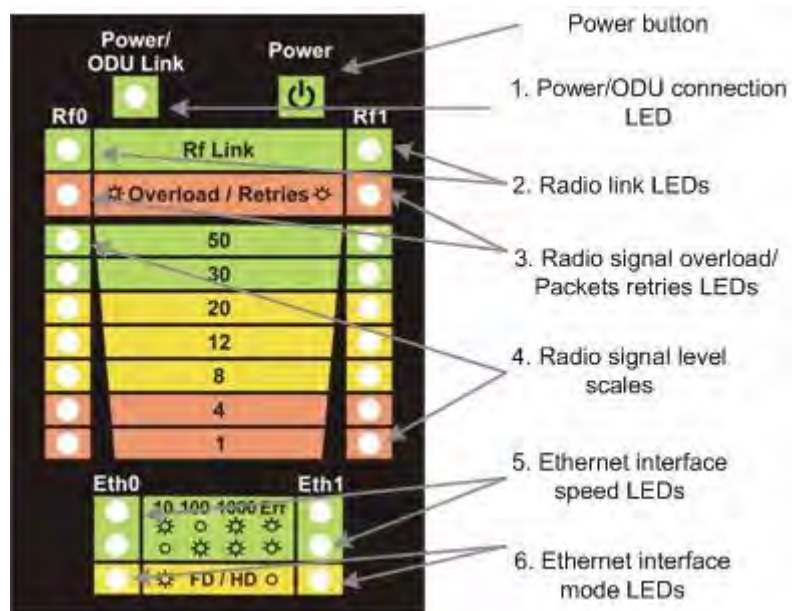 Power/
ODU Link
Power
Rf0
Rf1
Rf Link
Overload / Retries
50
30
20
12
8
4
1
Eth0
Eth1
10 100 1000 Err
FD / HD
Power button
1. Power/ODU connection
LED
2. Radio link LEDs
3. Radio signal overload/
Packets retries LEDs
4. Radio signal level
scales
5. Ethernet interface
speed LEDs
6. Ethernet interface
mode LEDs